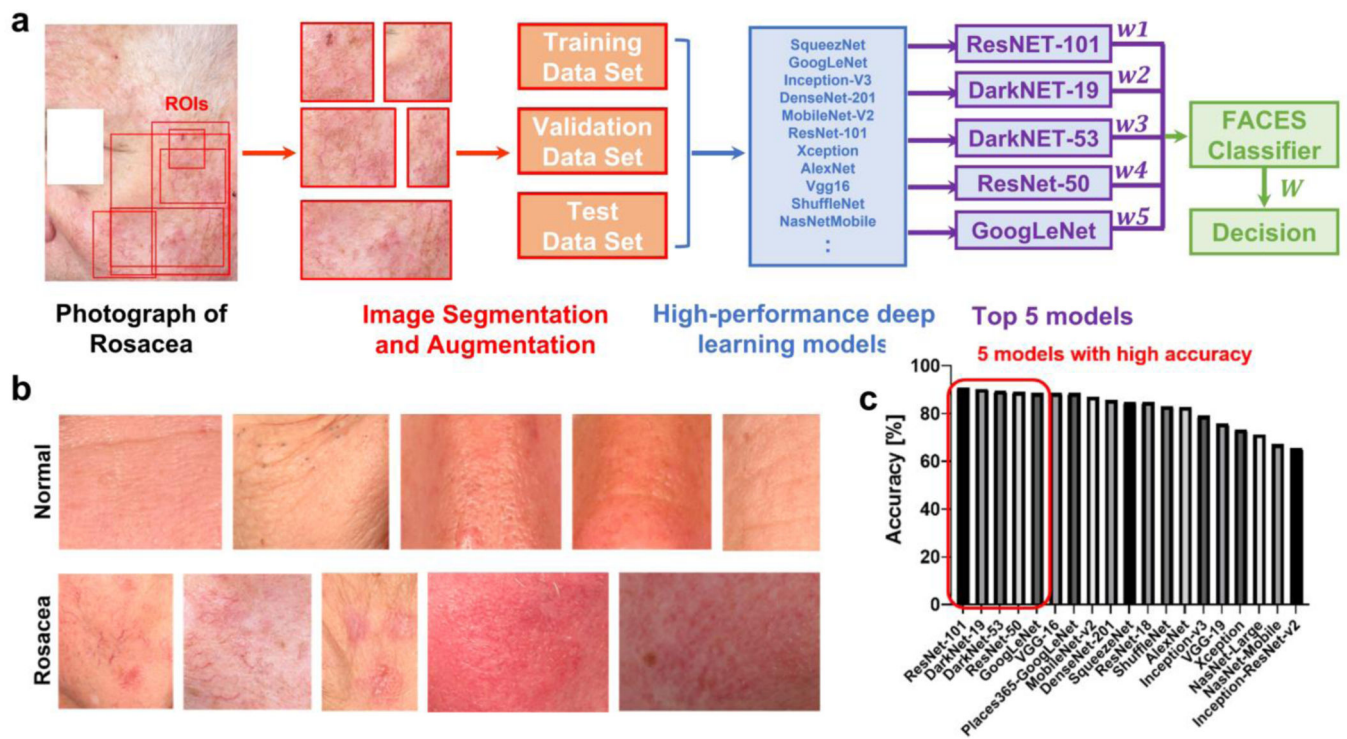 a
ROIs
Photograph of
Rosacea
Image Segmentation
and Augmentation
Training
Data Set
Validation
Data Set
Test
Data Set
SqueezNet
GoogLeNet
Inception-V3
DenseNet-201
MobileNet-V2
ResNet-101
Xception
AlexNet
Vgg16
ShuffleNet
NasNetMobile
:
High-performance deep
learning models
ResNET-101
DarkNET-19
DarkNET-53
ResNet-50
GoogLeNet
w1
w2
w3
w4
w5
Top 5 models
FACES
Classifier
W
Decision
b
Normal
Rosacea
c
5 models with high accuracy
Accuracy [%]
100
80
60
40
20
0
ResNet-101
DarkNet-19
DarkNet-53
ResNet-50
GoogLeNet
VGG-16
Places365-GoogLeNet
MobileNet-v2
DenseNet-201
SqueezeNet
ResNet-18
ShuffleNet
AlexNet
Inception-v3
VGG-19
Xception
NasNet-Large
NasNet-Mobile
Inception-ResNet-v2